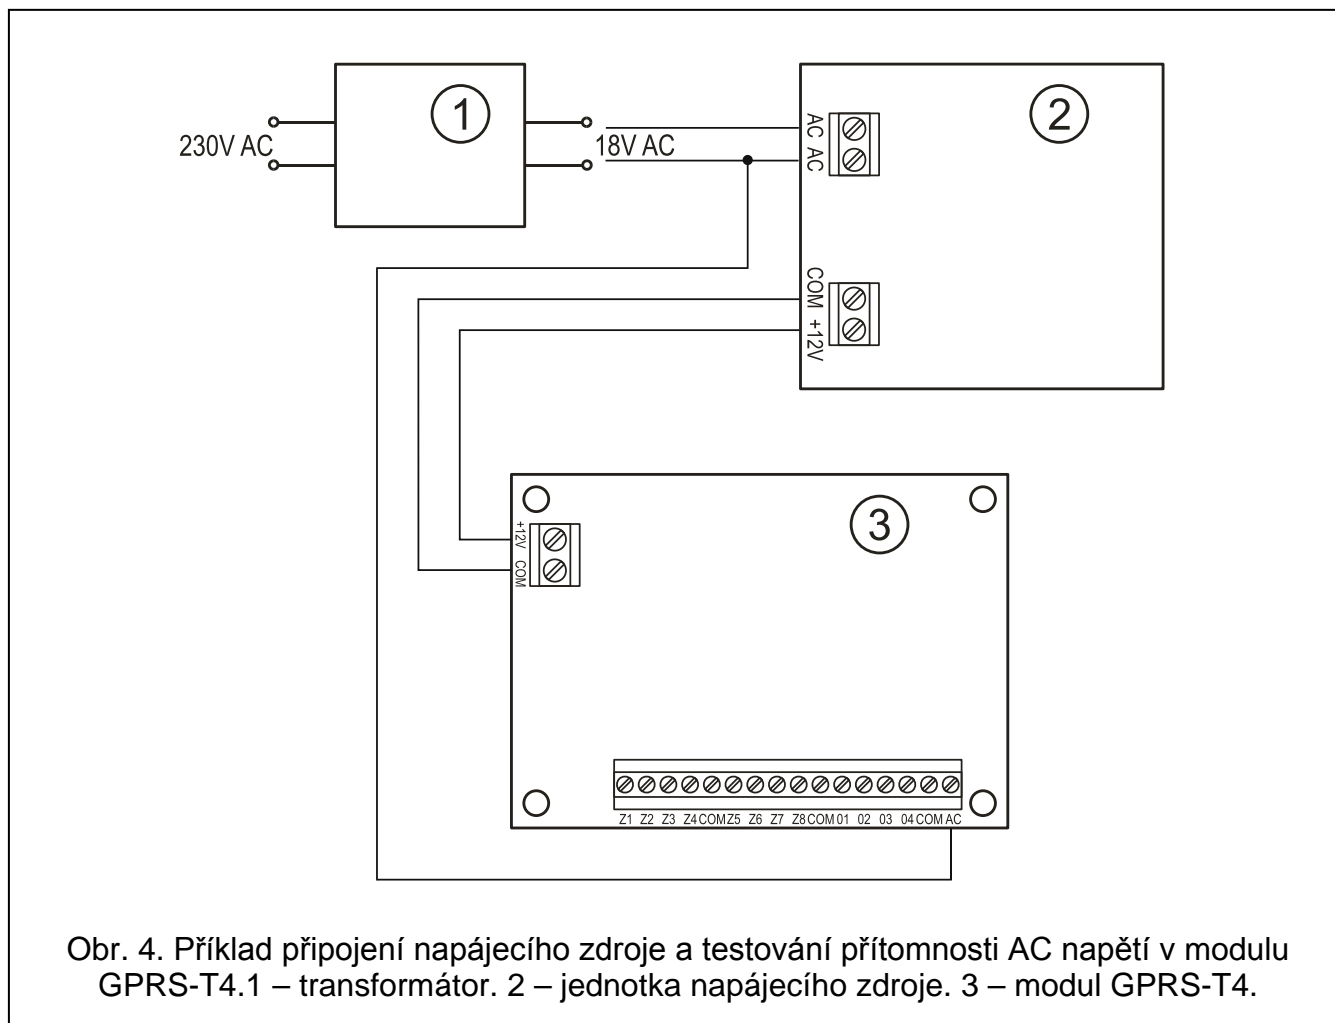 1
2
230V AC
18V AC
AC AC
COM +12V
3
+12V COM
Z1 Z2 Z3 Z4 COM Z5 Z6 Z7 Z8 COM 01 02 03 04 COM AC
Obr. 4. Příklad připojení napájecího zdroje a testování přítomnosti AC napětí v modulu
GPRS-T4.1 – transformátor. 2 – jednotka napájecího zdroje. 3 – modul GPRS-T4.